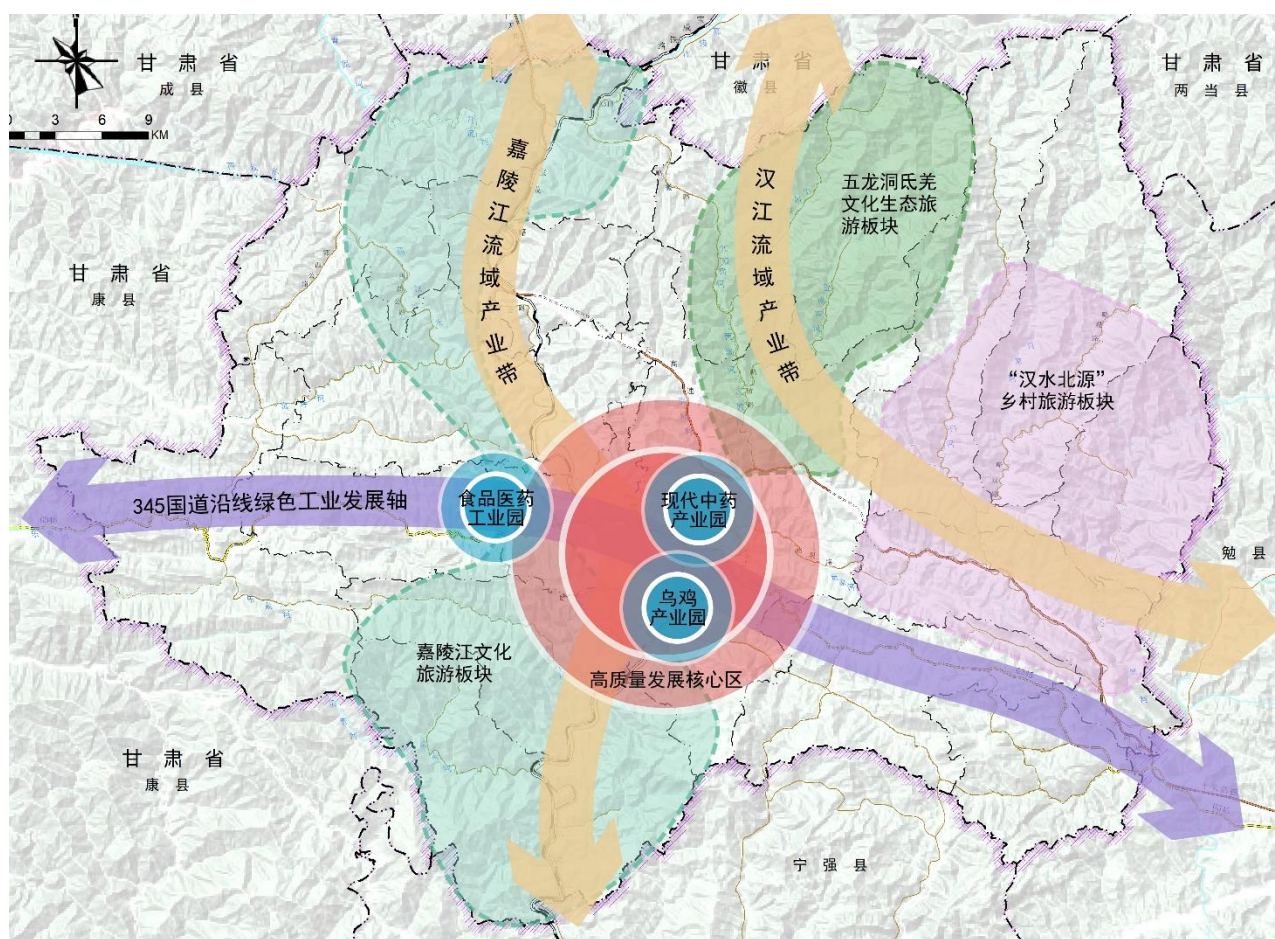 甘肃省
成县
0 3 6 9
KM
甘肃省
徽县
甘肃省
两当县
嘉陵江流域产业带
汉江流域产业带
五龙洞氐羌
文化生态旅
游板块
甘肃省
康县
“汉水北源”
乡村旅游板块
345国道沿线绿色工业发展轴
食品医药
工业园
现代中药
产业园
勉县
乌鸡
产业园
嘉陵江文化
旅游板块
高质量发展核心区
甘肃省
康县
宁强县